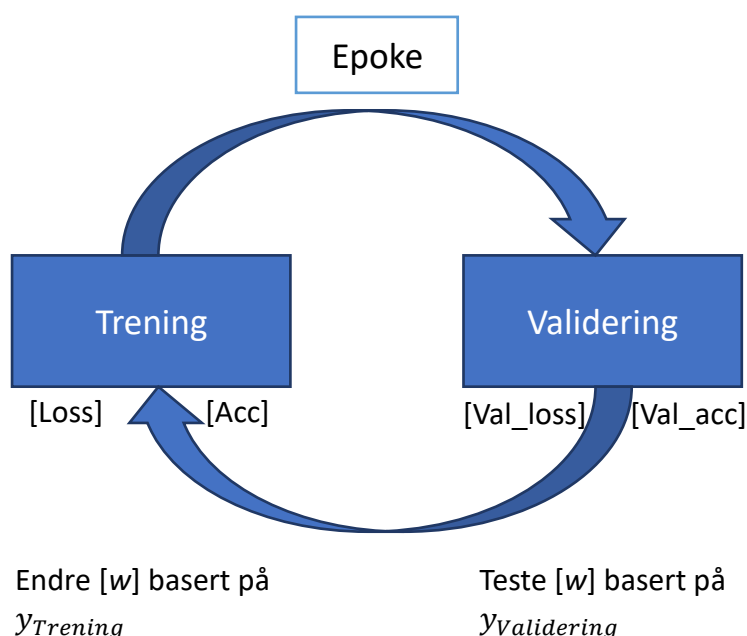 Epoke
Trening
Validering
[Loss] [Acc]
[Val_loss] [Val_acc]
Endre [w] basert på
y_Trening
Teste [w] basert på
y_Validering